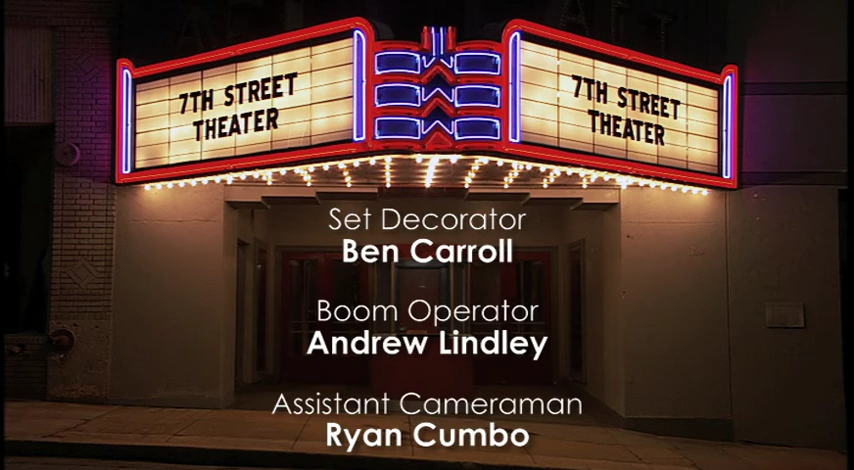 7TH STREET
THEATER
7TH STREET
THEATER
Set Decorator
Ben Carroll
Boom Operator
Andrew Lindley
Assistant Cameraman
Ryan Cumbo